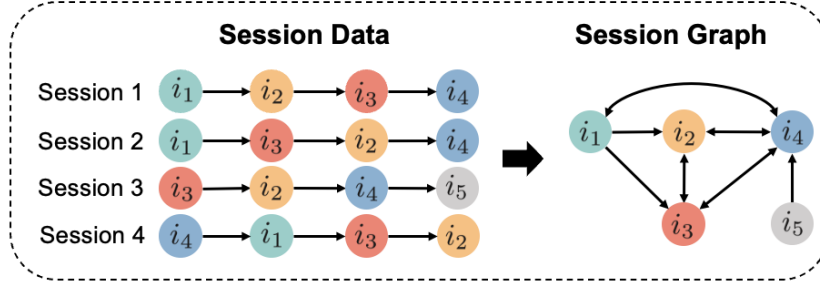 Session Data
Session Graph
Session 1 i₁ i₂ i₃ i₄
Session 2 i₁ i₃ i₂ i₄
Session 3 i₃ i₂ i₄ i₅
Session 4 i₄ i₁ i₃ i₂
i₁ i₂ i₄
i₃ i₅